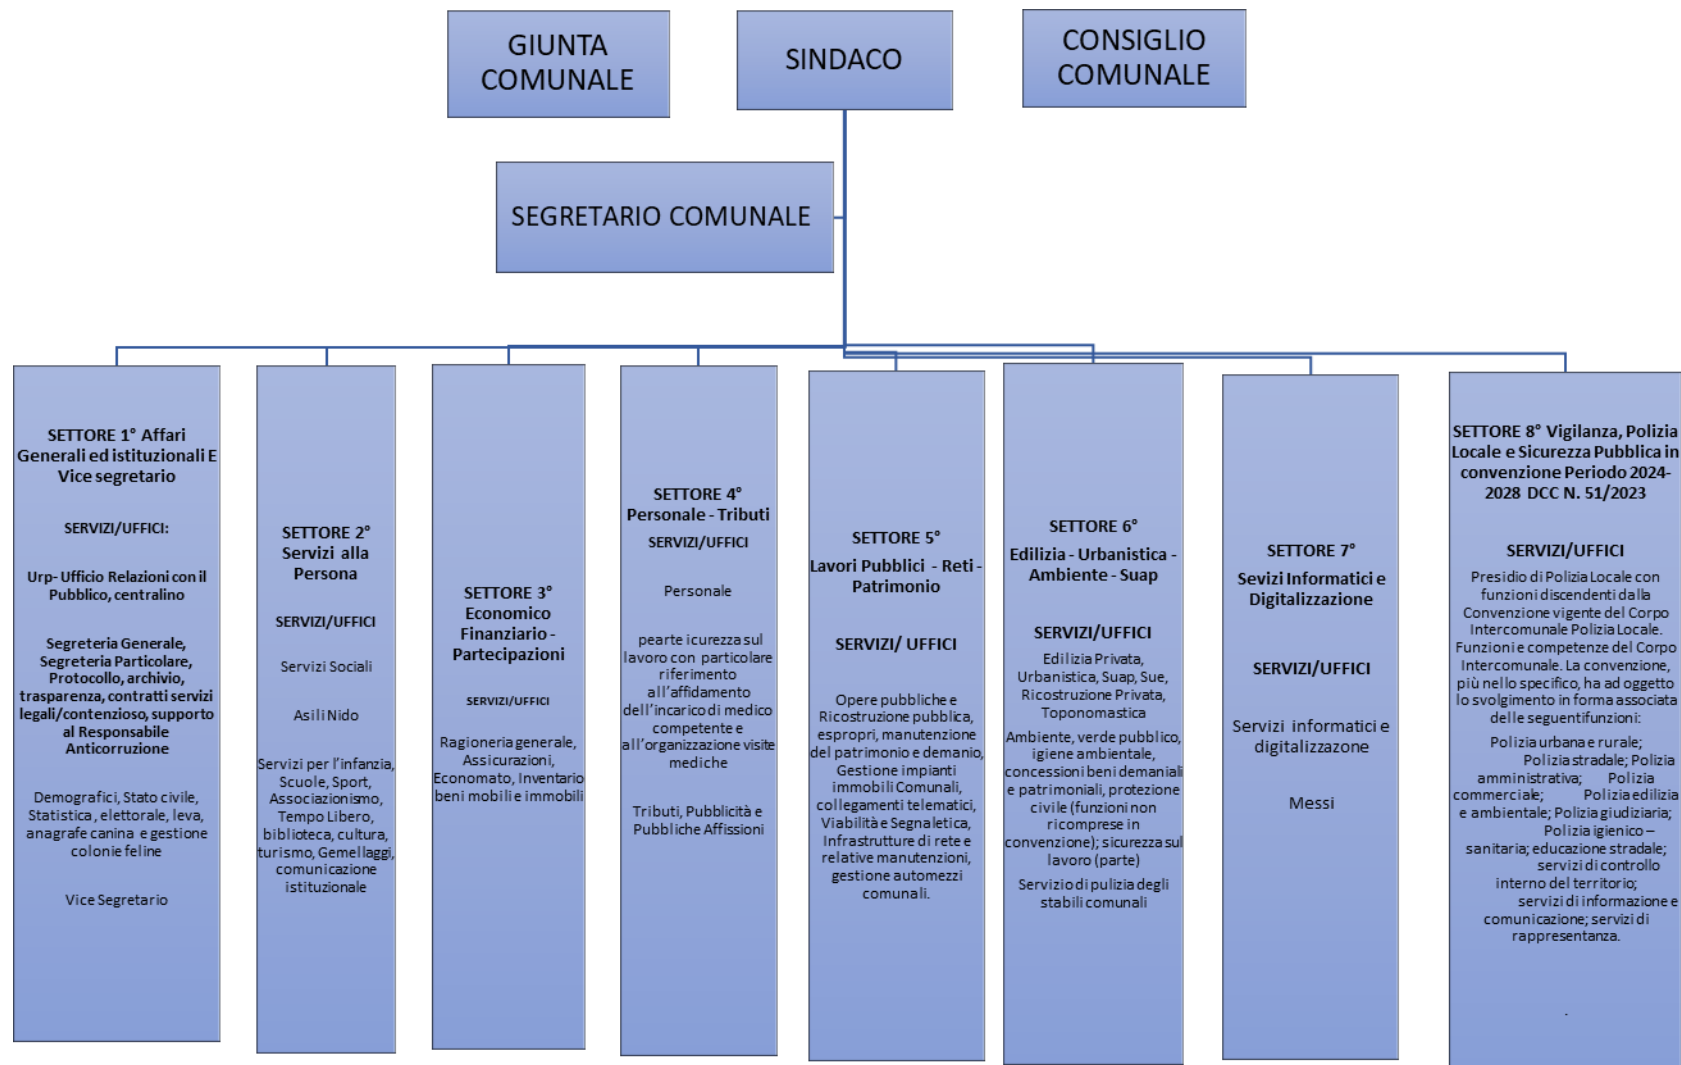 GIUNTA
COMUNALE
SINDACO
CONSIGLIO
COMUNALE
SEGRETARIO COMUNALE
SETTORE 1° Affari
Generali ed istituzionali E
Vice segretario
SERVIZI/UFFICI:
Urp- Ufficio Relazioni con il
Pubblico, centralino
Segreteria Generale,
Segreteria Particolare,
Protocollo, archivio,
trasparenza, contratti servizi
legali/contenzioso, supporto
al Responsabile
Anticorruzione
Demografici, Stato civile,
Statistica, elettorale, leva,
anagrafe canina e gestione
colonie feline
Vice Segretario
SETTORE 2°
Servizi alla
Persona
SERVIZI/UFFICI
Servizi Sociali
Asili Nido
Servizi per l'infanzia,
Scuole, Sport,
Associazionismo,
Tempo Libero,
biblioteca, cultura,
turismo, Gemellaggi,
comunicazione
istituzionale
SETTORE 3°
Economico
Finanziario -
Partecipazioni
SERVIZI/UFFICI
Ragioneria generale,
Assicurazioni,
Economato, Inventario
beni mobili e immobili
SETTORE 4°
Personale - Tributi
SERVIZI/UFFICI
Personale
pearte icurezza sul
lavoro con particolare
riferimento
all'affidamento
dell'incarico di medico
competente e
all'organizzazione visite
mediche
Tributi, Pubblicità e
Pubbliche Affissioni
SETTORE 5°
Lavori Pubblici - Reti -
Patrimonio
SERVIZI/ UFFICI
Opere pubbliche e
Ricostruzione pubblica,
espropri, manutenzione
del patrimonio e demanio,
Gestione impianti
immobili Comunali,
collegamenti telematici,
Viabilità e Segnaletica,
Infrastrutture di rete e
relative manutenzioni,
gestione automezzi
comunali.
SETTORE 6°
Edilizia - Urbanistica -
Ambiente - Suap
SERVIZI/UFFICI
Edilizia Privata,
Urbanistica, Suap, Sue,
Ricostruzione Privata,
Toponomastica
Ambiente, verde pubblico,
igiene ambientale,
concessioni beni demaniali
e patrimoniali, protezione
civile (funzioni non
ricomprese in
convenzione); sicurezza sul
lavoro (parte)
Servizio di pulizia degli
stabili comunali
SETTORE 7°
Sevizi Informatici e
Digitalizzazione
SERVIZI/UFFICI
Servizi informatici e
digitalizzazone
Messi
SETTORE 8° Vigilanza, Polizia
Locale e Sicurezza Pubblica in
convenzione Periodo 2024-
2028 DCC N. 51/2023
SERVIZI/UFFICI
Presidio di Polizia Locale con
funzioni discendenti dalla
Convenzione vigente del Corpo
Intercomunale Polizia Locale.
Funzioni e competenze del Corpo
Intercomunale. La convenzione,
più nello specifico, ha ad oggetto
lo svolgimento in forma associata
delle seguentifunzioni:
Polizia urbana e rurale;
Polizia stradale; Polizia
amministrativa; Polizia
commerciale; Polizia edilizia
e ambientale; Polizia giudiziaria;
Polizia igienico –
sanitaria; educazione stradale;
servizi di controllo
interno del territorio;
servizi di informazione e
comunicazione; servizi di
rappresentanza.
.